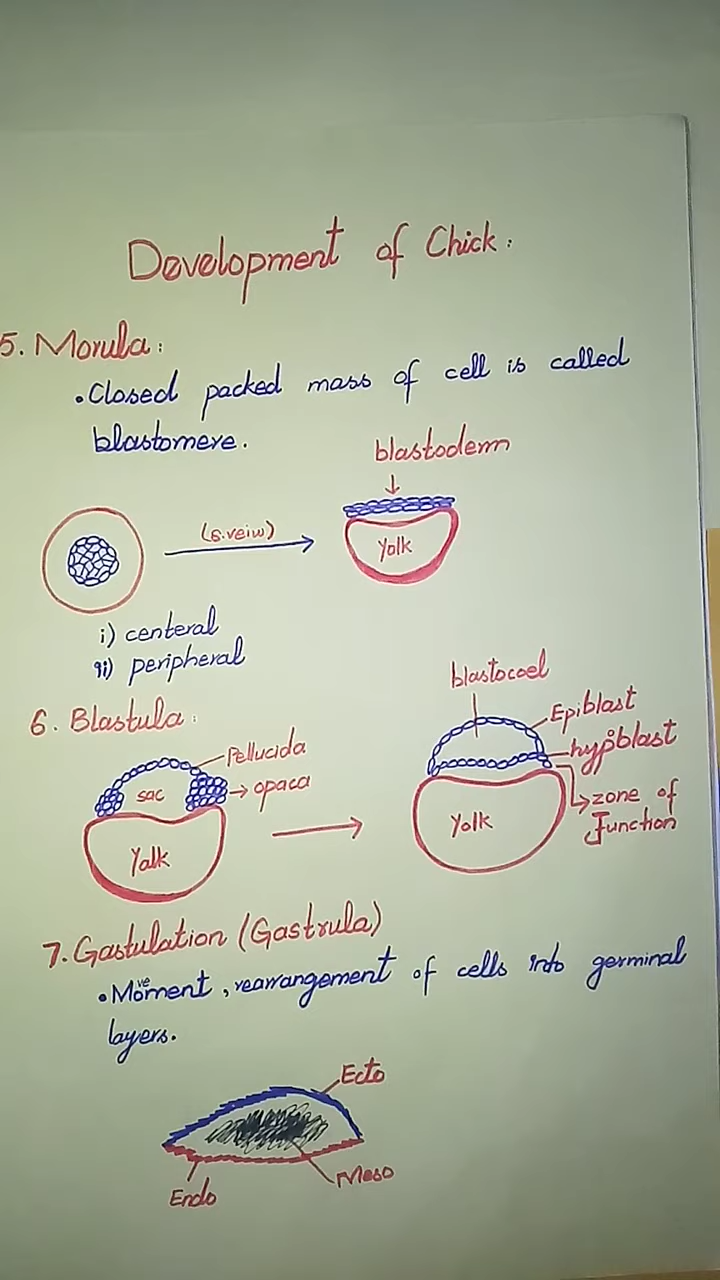 Development of Chick.
5. Morula:
•Closed packed mass of cell is called
blastomere.
blastoderm
(s.veiw)
Yolk
i) centeral
ii) peripheral
blastocoel
6. Blastula:
Epiblast
Pellucida
hypoblast
sac
opaca
zone of
Junction
Yolk
Yalk
7. Gastulation (Gastrula)
•Movement, rearrangement of cells into germinal
layers.
Ecto
Meso
Endo